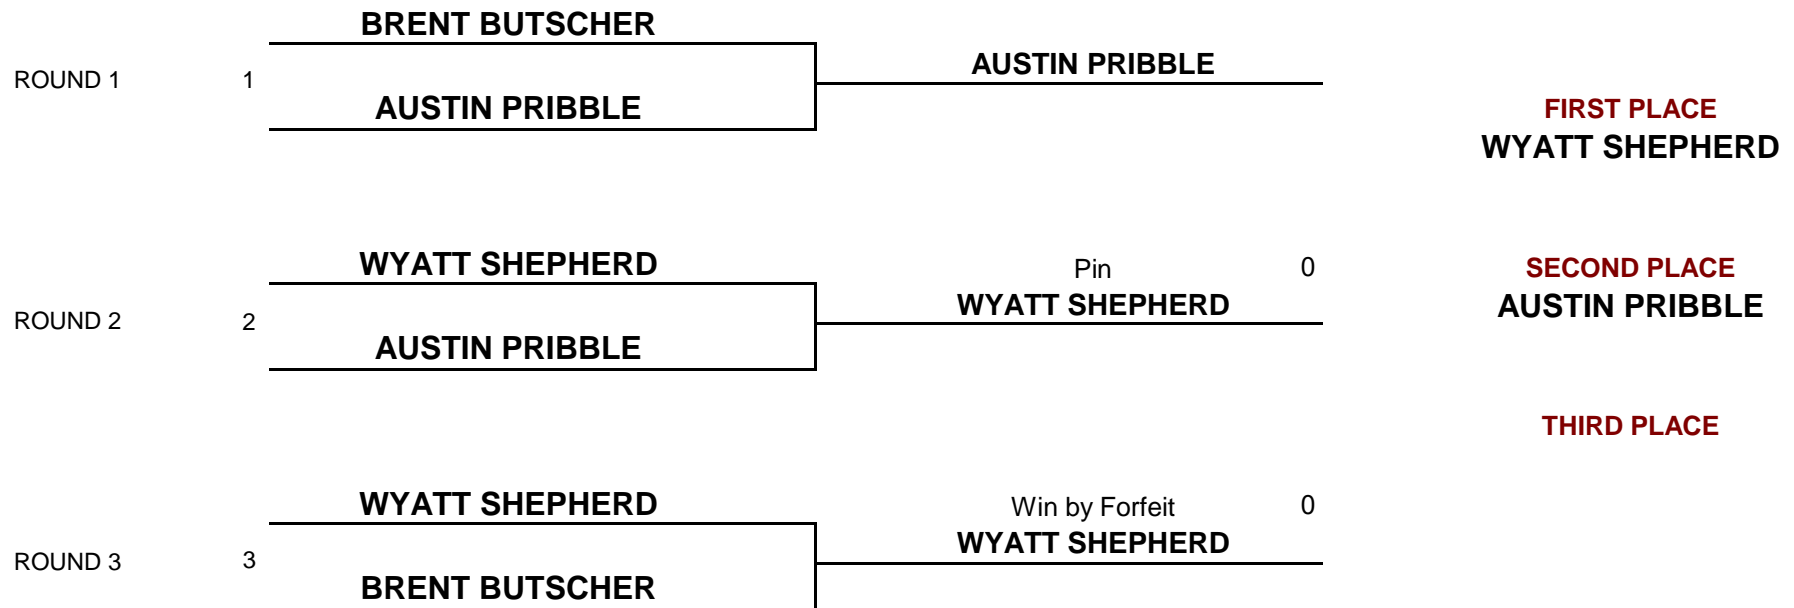 BRENT BUTSCHER
AUSTIN PRIBBLE
ROUND 1 1
AUSTIN PRIBBLE
FIRST PLACE
WYATT SHEPHERD
WYATT SHEPHERD
Pin 0
SECOND PLACE
WYATT SHEPHERD
AUSTIN PRIBBLE
ROUND 2 2
AUSTIN PRIBBLE
THIRD PLACE
WYATT SHEPHERD
Win by Forfeit 0
WYATT SHEPHERD
ROUND 3 3
BRENT BUTSCHER